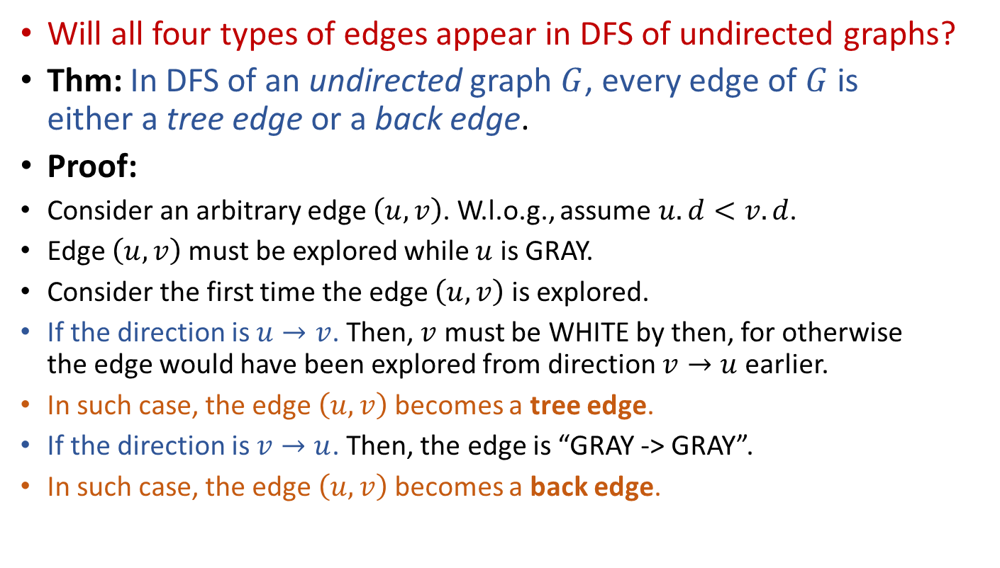 • Will all four types of edges appear in DFS of undirected graphs?
• Thm: In DFS of an undirected graph 𝐺, every edge of 𝐺 is
either a tree edge or a back edge.
• Proof:
• Consider an arbitrary edge (𝑢, 𝑣). W.l.o.g., assume 𝑢. 𝑑 < 𝑣. 𝑑.
• Edge (𝑢, 𝑣) must be explored while 𝑢 is GRAY.
• Consider the first time the edge (𝑢, 𝑣) is explored.
• If the direction is 𝑢 → 𝑣. Then, 𝑣 must be WHITE by then, for otherwise
the edge would have been explored from direction 𝑣 → 𝑢 earlier.
• In such case, the edge (𝑢, 𝑣) becomes a tree edge.
• If the direction is 𝑣 → 𝑢. Then, the edge is “GRAY -> GRAY”.
• In such case, the edge (𝑢, 𝑣) becomes a back edge.